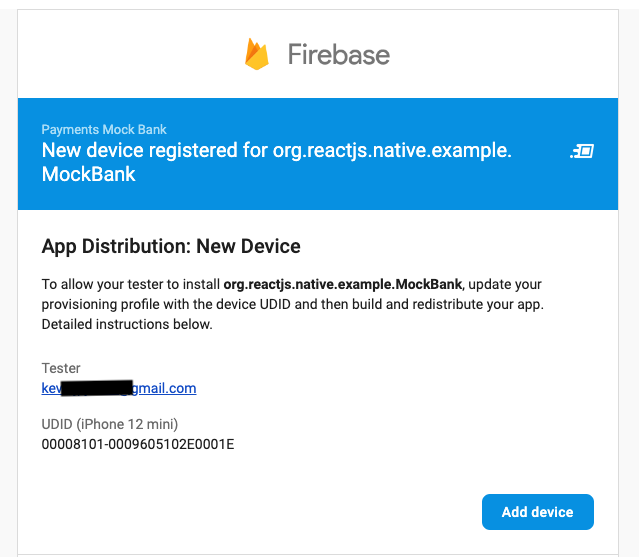 Firebase
Payments Mock Bank
New device registered for org.reactjs.native.example.
MockBank
App Distribution: New Device
To allow your tester to install org.reactjs.native.example.MockBank, update your
provisioning profile with the device UDID and then build and redistribute your app.
Detailed instructions below.
Tester
kev gmail.com
UDID (iPhone 12 mini)
00008101-0009605102E0001E
Add device